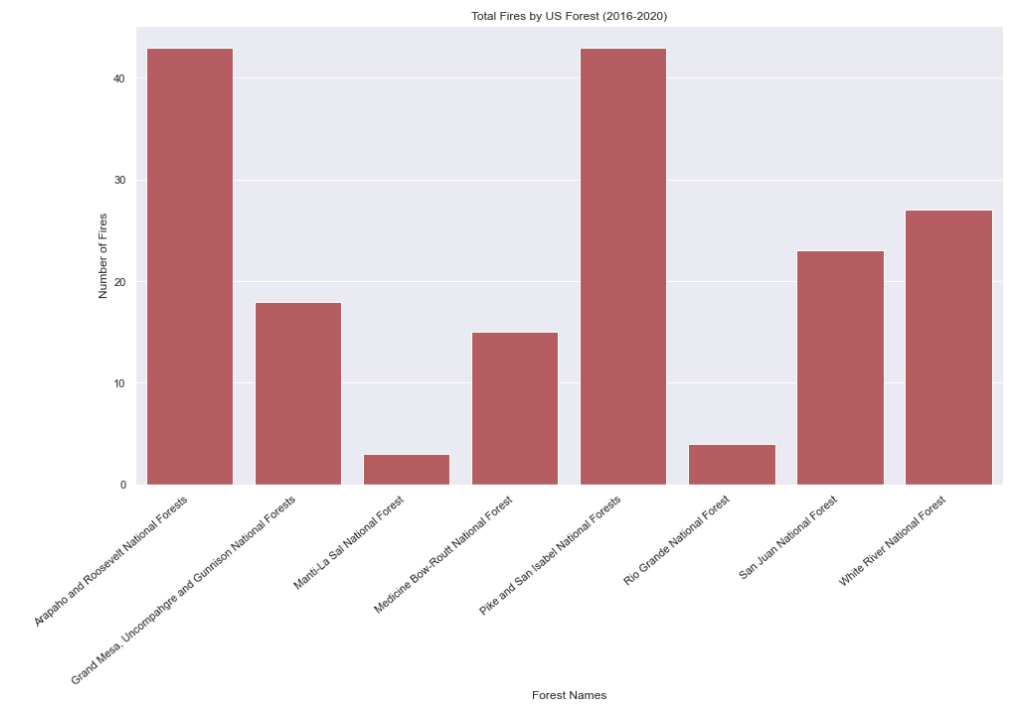 Total Fires by US Forest (2016-2020)
Number of Fires
40
30
20
10
0
Arapaho and Roosevelt National Forests
Grand Mesa, Uncompahgre and Gunnison National Forests
Manti-La Sal National Forest
Medicine Bow-Routt National Forest
Pike and San Isabel National Forests
Rio Grande National Forest
San Juan National Forest
White River National Forest
Forest Names